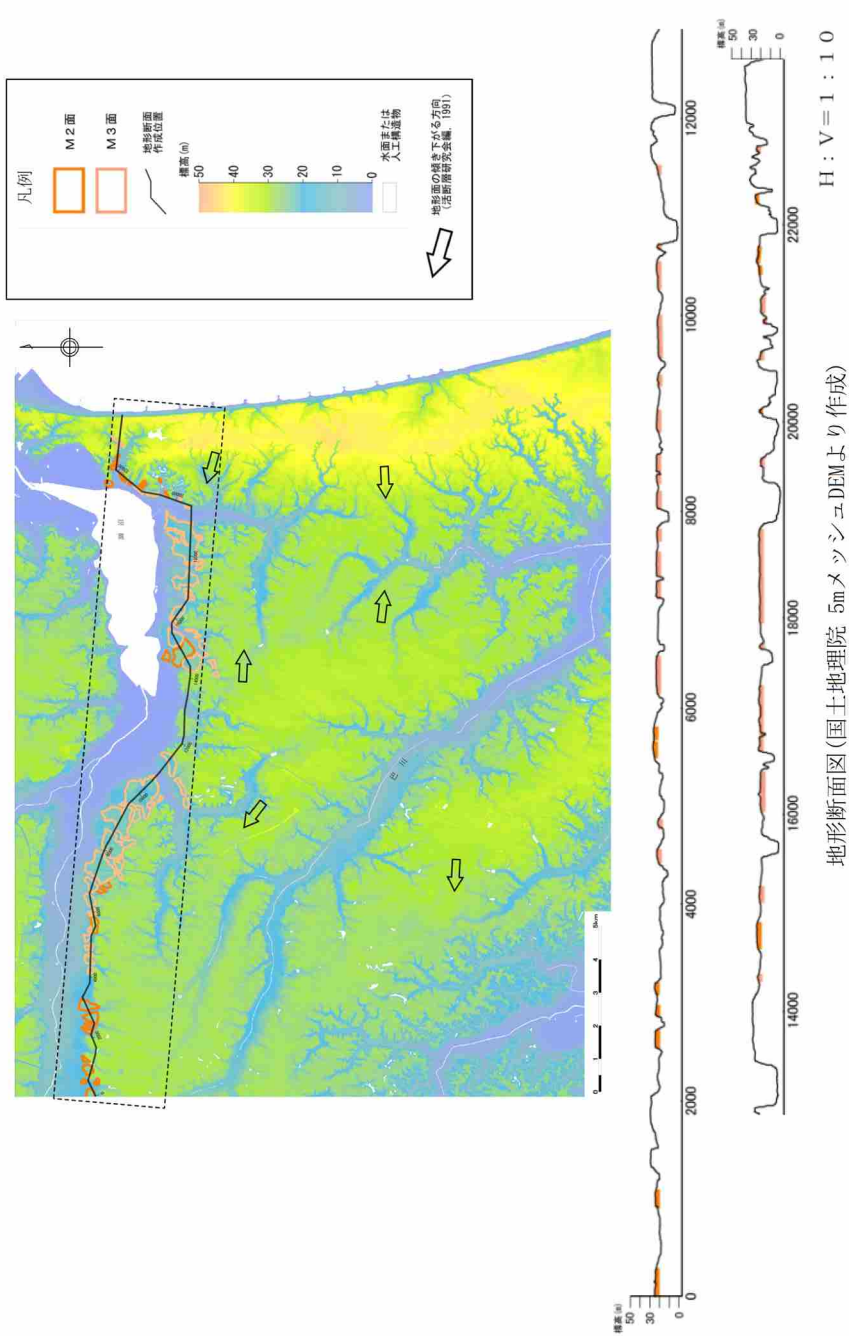 凡例
M2面
M3面
地形断面
作成位置
標高(m)
50
40
30
20
10
0
水面または
人工構造物
地形面の傾き下がる方向
(活断層研究会編, 1991)
涸沼
巴川
0 1 2 3 4 5km
標高(m)
50
30
0
0 2000 4000 6000 8000 10000 12000
14000 16000 18000 20000 22000
標高(m)
50
30
0
H:V=1:10
地形断面図(国土地理院 5mメッシュDEMより作成)